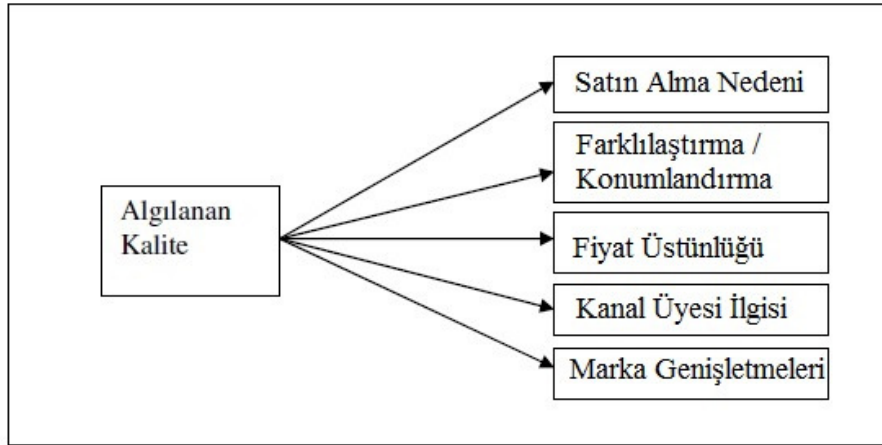 Algılanan
Kalite
Satın Alma Nedeni
Farklılaştırma /
Konumlandırma
Fiyat Üstünlüğü
Kanal Üyesi İlgisi
Marka Genişletmeleri